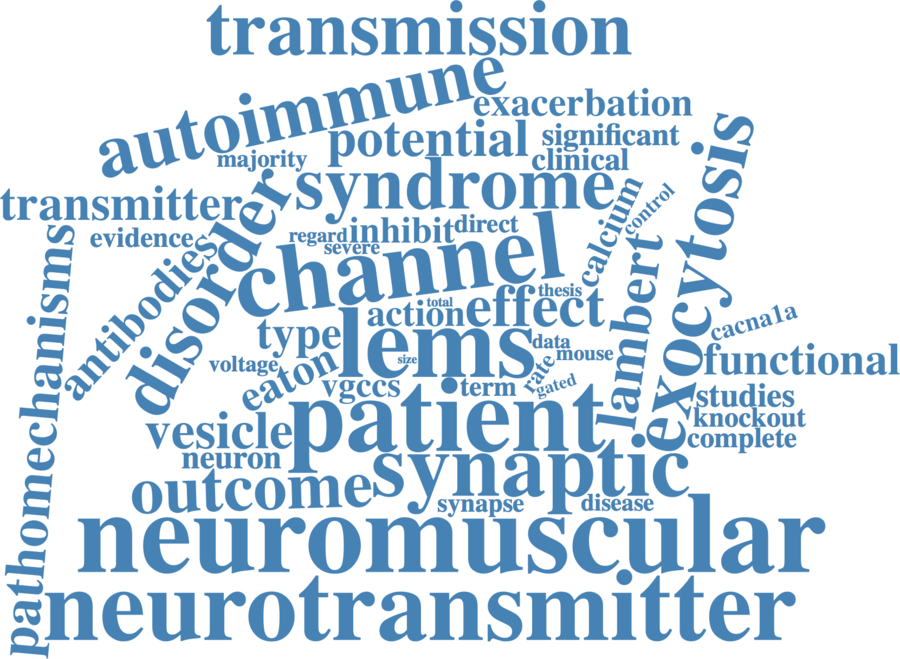 transmission
autoimmune
exacerbation
potential
significant
majority
clinical
syndrome
transmitter
disorder
calcium
control
exocytosis
evidence
regard
inhibit
direct
severe
antibodies
channel
lambert
pathomechanisms
thesis
total
action
effect
cacna1a
type
lems
data
mouse
size
voltage
functional
eaton
vgccs
term
rate
gated
studies
patient
knockout
vesicle
complete
neuron
synaptic
outcome
synapse
disease
neuromuscular
neurotransmitter